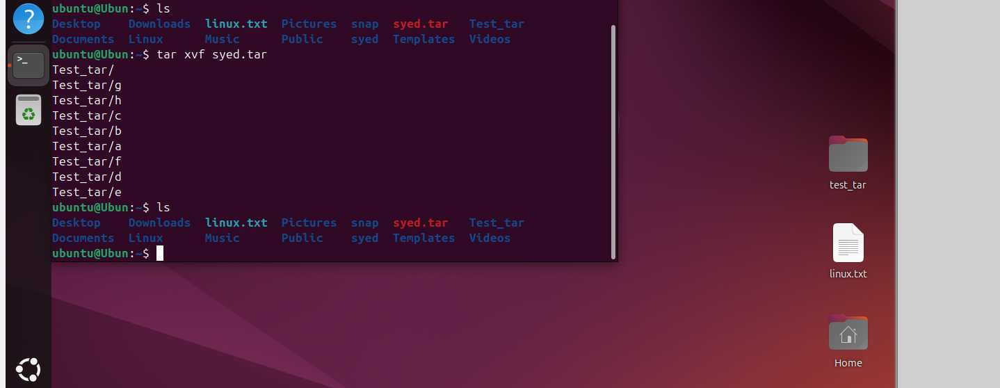 ubuntu@Ubun:~$ ls
Desktop Downloads linux.txt Pictures snap syed.tar Test_tar
Documents Linux Music Public syed Templates Videos
ubuntu@Ubun:~$ tar xvf syed.tar
Test_tar/
Test_tar/g
Test_tar/h
Test_tar/c
Test_tar/b
Test_tar/a
Test_tar/f
Test_tar/d
Test_tar/e
ubuntu@Ubun:~$ ls
Desktop Downloads linux.txt Pictures snap syed.tar Test_tar
Documents Linux Music Public syed Templates Videos
ubuntu@Ubun:~$
?
>_
test_tar
linux.txt
Home